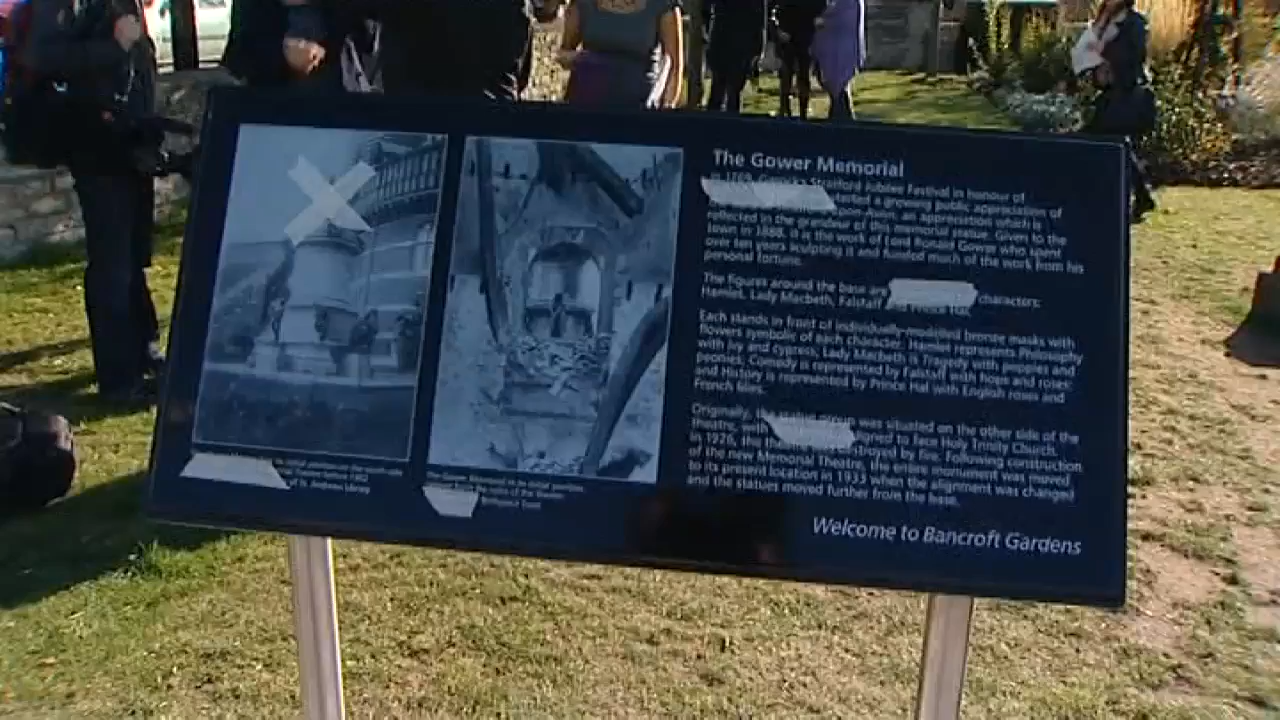 The Gower Memorial
In 1769, Garrick's Stratford Jubilee Festival in honour of
started a growing public appreciation of
upon-Avon, an appreciation which is
reflected in the grandeur of this memorial statue. Given to the
town in 1888, it is the work of Lord Ronald Gower who spent
over ten years sculpting it and funded much of the work from his
personal fortune.
The figures around the base are characters:
Hamlet, Lady Macbeth, Falstaff and Prince Hal.
Each stands in front of individually-modelled bronze masks with
flowers symbolic of each character. Hamlet represents Philosophy
with ivy and cypress; Lady Macbeth is Tragedy with poppies and
peonies; Comedy is represented by Falstaff with hops and roses;
and History is represented by Prince Hal with English roses and
French lilies.
Originally, the statue group was situated on the other side of the
theatre, with aligned to face Holy Trinity Church.
In 1926, the theatre was destroyed by fire. Following construction
of the new Memorial Theatre, the entire monument was moved
to its present location in 1933 when the alignment was changed
and the statues moved further from the base.
Welcome to Bancroft Gardens